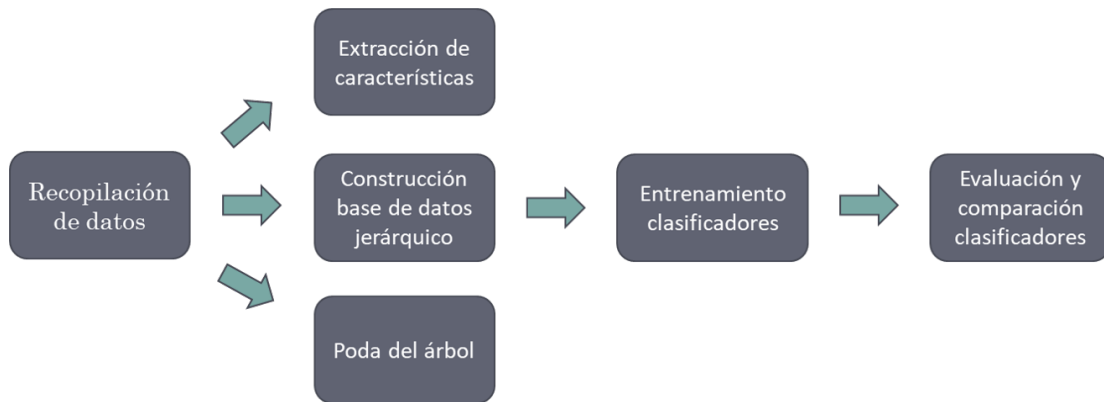 Extracción de
características
Recopilación
de datos
Construcción
base de datos
jerárquico
Entrenamiento
clasificadores
Evaluación y
comparación
clasificadores
Poda del árbol